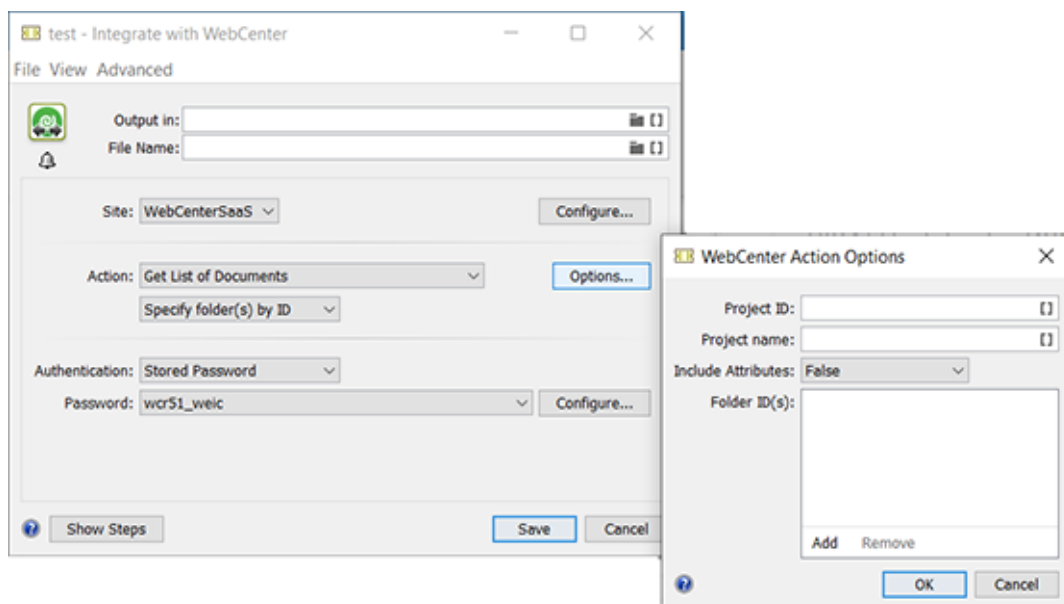 test - Integrate with WebCenter
File View Advanced
Output in:
File Name:
Site: WebCenterSaaS Configure...
Action: Get List of Documents Options...
Specify folder(s) by ID
Authentication: Stored Password
Password: wcr51_weic Configure...
Show Steps Save Cancel
WebCenter Action Options
Project ID:
Project name:
Include Attributes: False
Folder ID(s):
Add Remove
OK Cancel